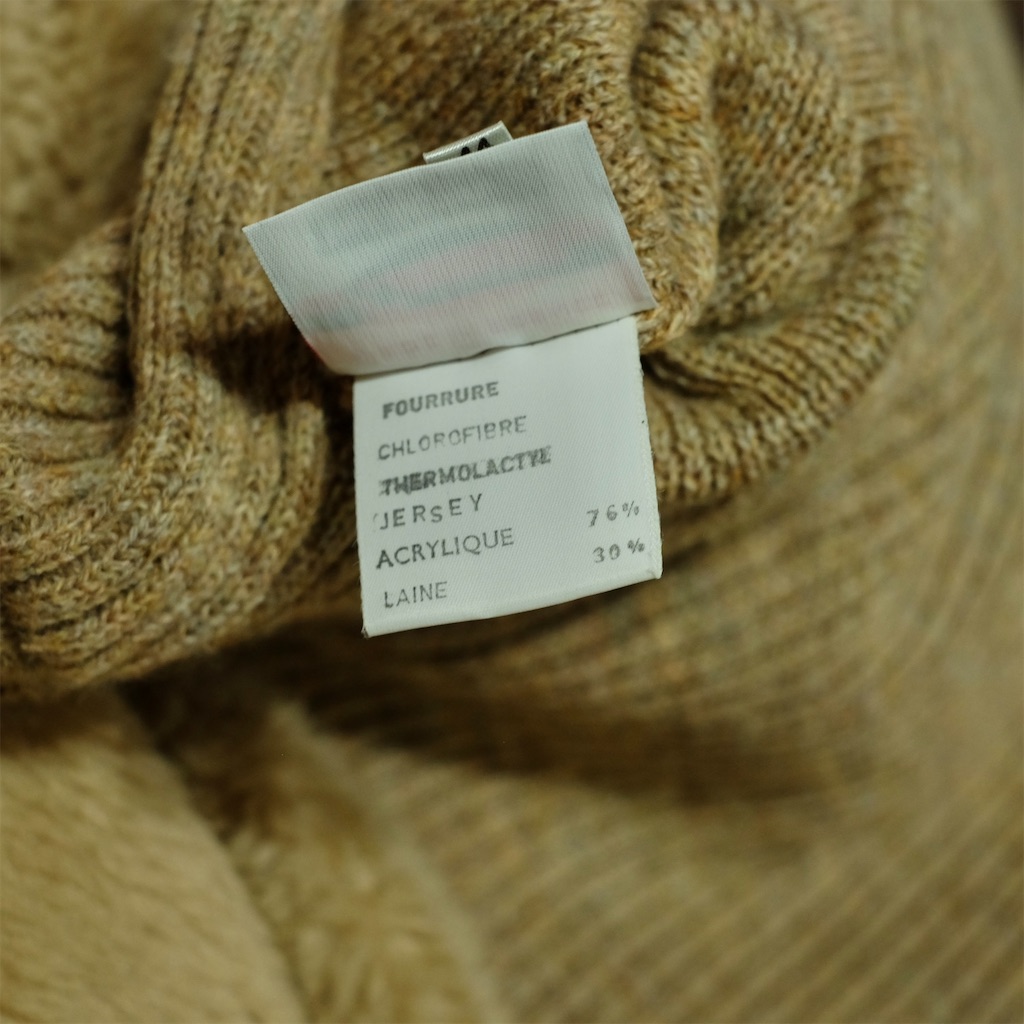 FOURRURE
CHLOROFIBRE
THERMOLACTYL
JERSEY
ACRYLIQUE 76%
LAINE 30%